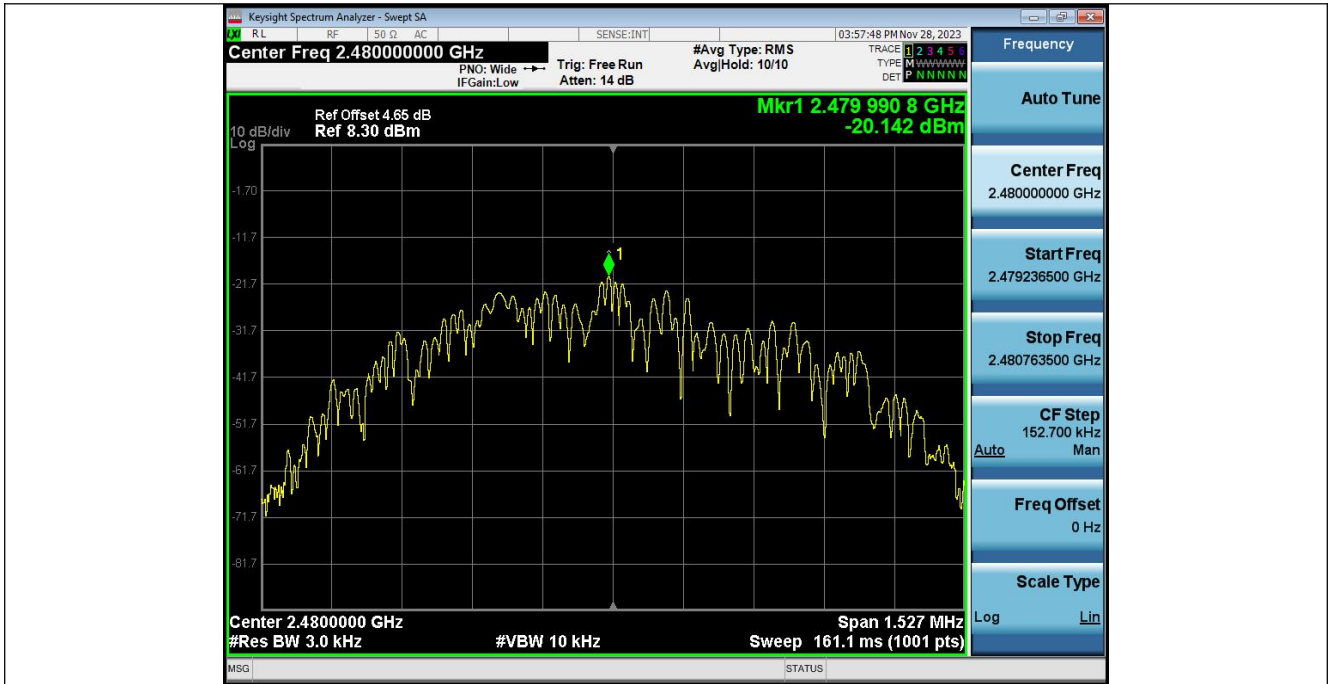 Keysight Spectrum Analyzer - Swept SA
LXI RL RF 50 Ω AC SENSE:INT 03:57:48 PM Nov 28, 2023
Center Freq 2.480000000 GHz
PNO: Wide
IFGain:Low
Trig: Free Run
Atten: 14 dB
#Avg Type: RMS
Avg|Hold: 10/10
TRACE 1 2 3 4 5 6
TYPE M WWWWW
DET P N N N N N
Mkr1 2.479 990 8 GHz
-20.142 dBm
Ref Offset 4.65 dB
10 dB/div Ref 8.30 dBm
Log
1
-1.70
-11.7
-21.7
-31.7
-41.7
-51.7
-61.7
-71.7
-81.7
Center 2.4800000 GHz Span 1.527 MHz
#Res BW 3.0 kHz #VBW 10 kHz Sweep 161.1 ms (1001 pts)
MSG STATUS
Frequency
Auto Tune
Center Freq
2.480000000 GHz
Start Freq
2.479236500 GHz
Stop Freq
2.480763500 GHz
CF Step
152.700 kHz
Auto Man
Freq Offset
0 Hz
Scale Type
Log Lin